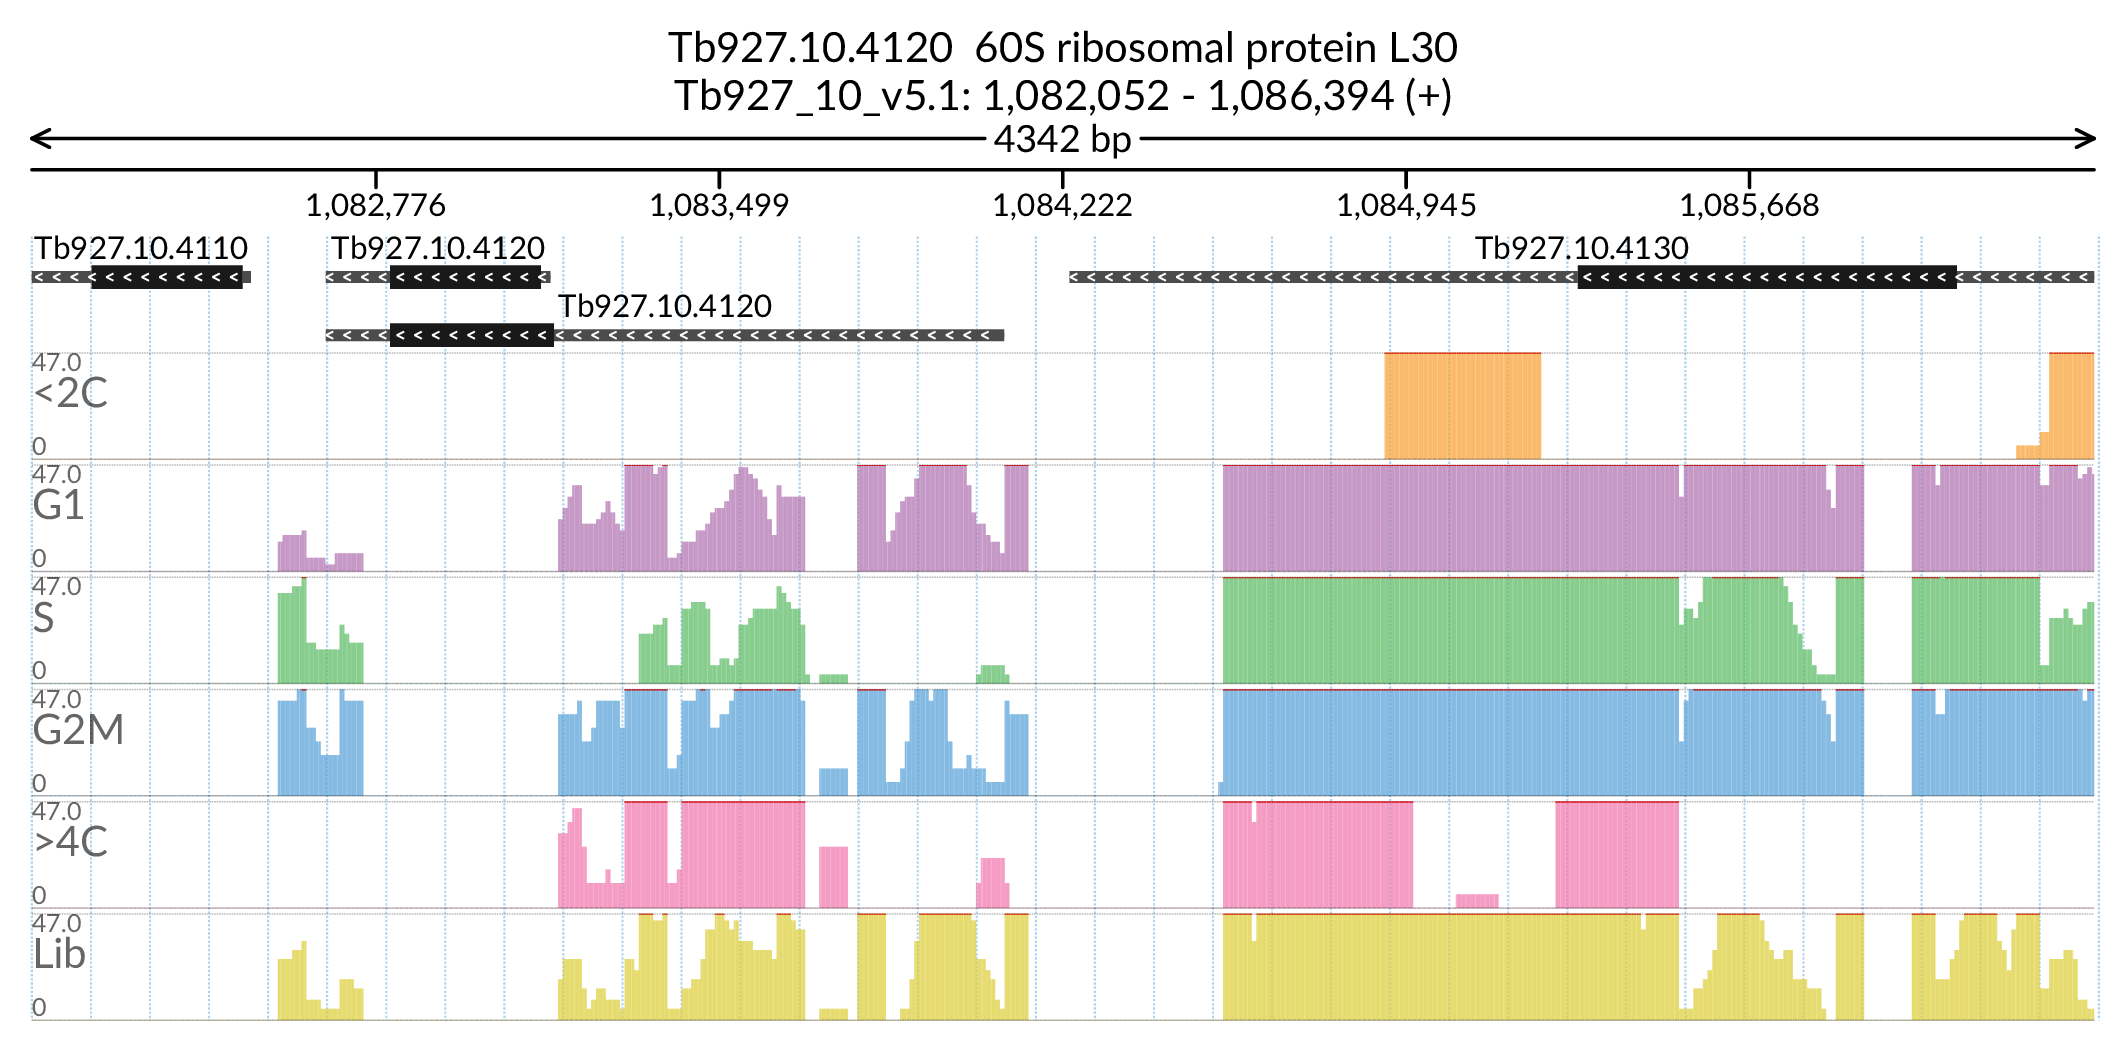 Tb927.10.4120  60S ribosomal protein L30
Tb927_10_v5.1: 1,082,052 - 1,086,394 (+)
4342 bp
1,082,776 1,083,499 1,084,222 1,084,945 1,085,668
Tb927.10.4110 Tb927.10.4120 Tb927.10.4130
Tb927.10.4120
47.0
<2C
0
47.0
G1
0
47.0
S
0
47.0
G2M
0
47.0
>4C
0
47.0
Lib
0